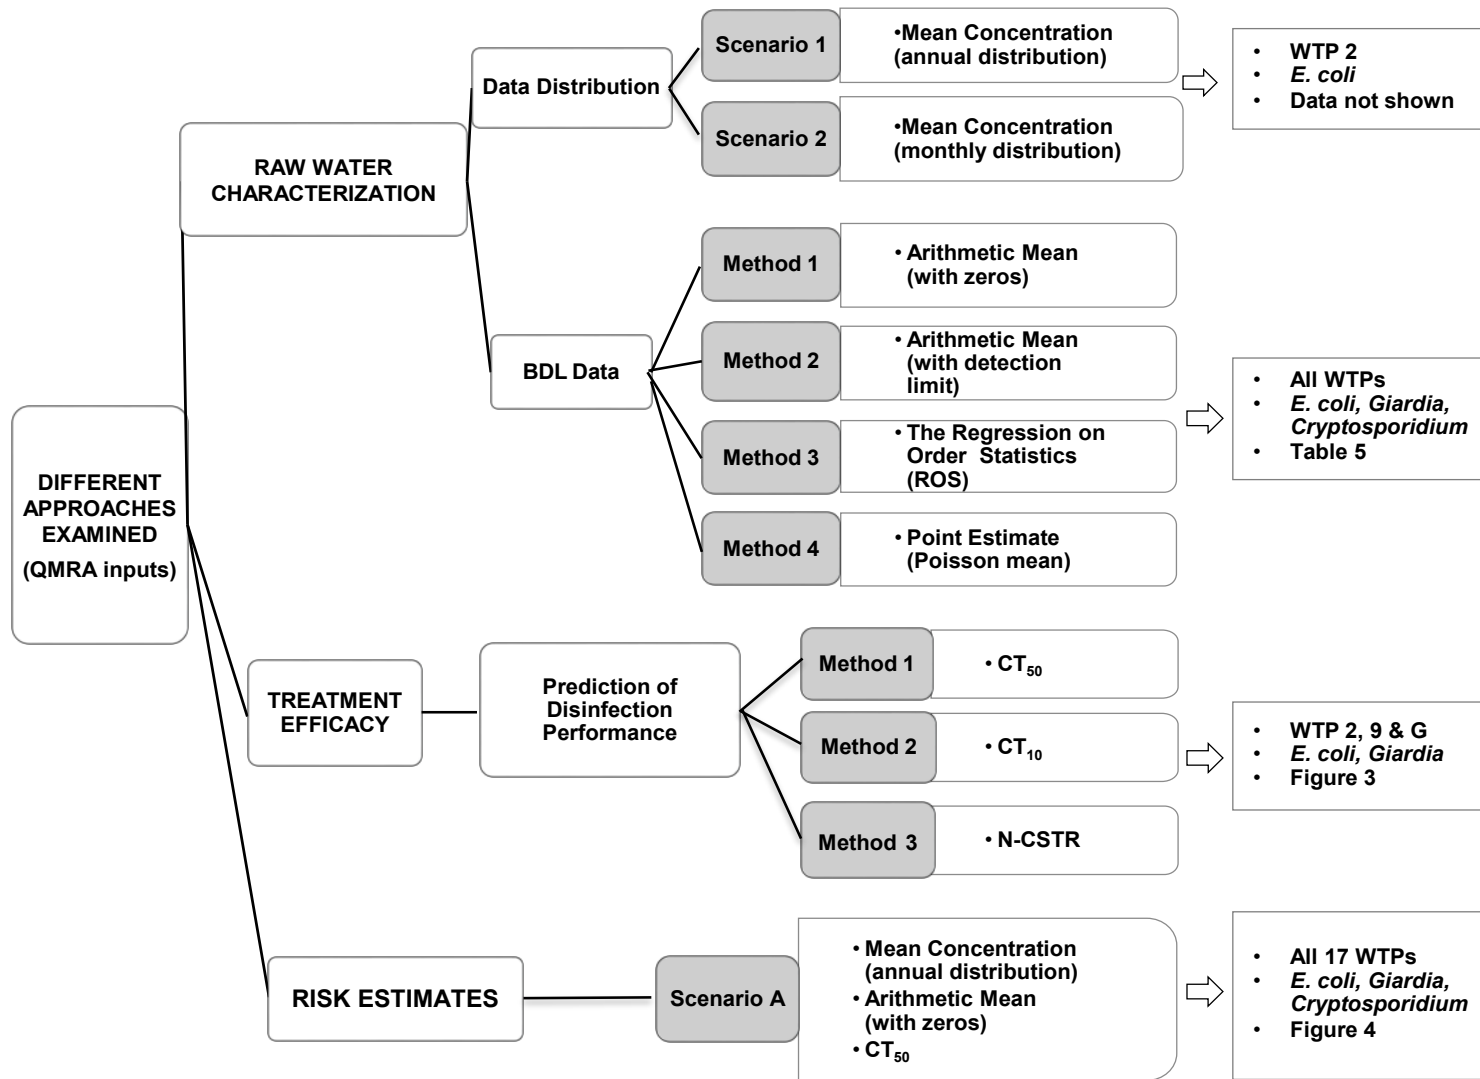 DIFFERENT
APPROACHES
EXAMINED
(QMRA inputs)
RAW WATER
CHARACTERIZATION
Data Distribution
Scenario 1
•Mean Concentration
(annual distribution)
Scenario 2
•Mean Concentration
(monthly distribution)
• WTP 2
• E. coli
• Data not shown
BDL Data
Method 1
• Arithmetic Mean
(with zeros)
Method 2
• Arithmetic Mean
(with detection
limit)
Method 3
• The Regression on
Order Statistics
(ROS)
Method 4
• Point Estimate
(Poisson mean)
• All WTPs
• E. coli, Giardia,
Cryptosporidium
• Table 5
TREATMENT
EFFICACY
Prediction of
Disinfection
Performance
Method 1
• CT50
Method 2
• CT10
Method 3
• N-CSTR
• WTP 2, 9 & G
• E. coli, Giardia
• Figure 3
RISK ESTIMATES
Scenario A
• Mean Concentration
(annual distribution)
• Arithmetic Mean
(with zeros)
• CT50
• All 17 WTPs
• E. coli, Giardia,
Cryptosporidium
• Figure 4